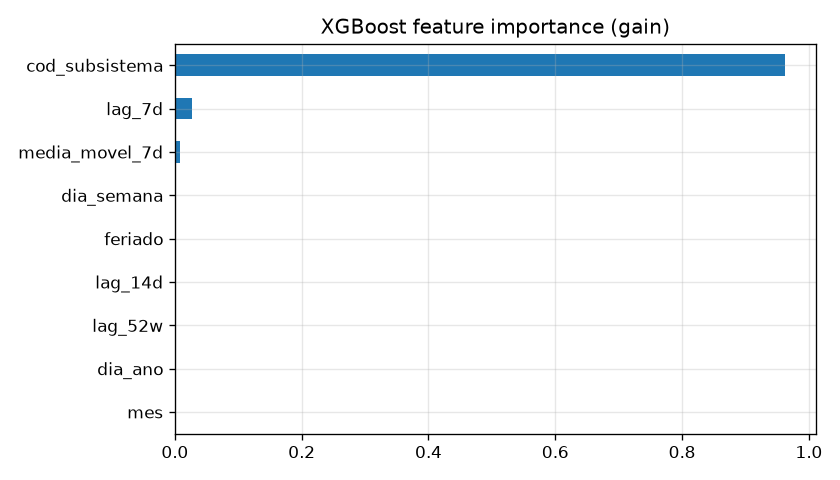 XGBoost feature importance (gain)
cod_subsistema
lag_7d
media_movel_7d
dia_semana
feriado
lag_14d
lag_52w
dia_ano
mes
0.0 0.2 0.4 0.6 0.8 1.0